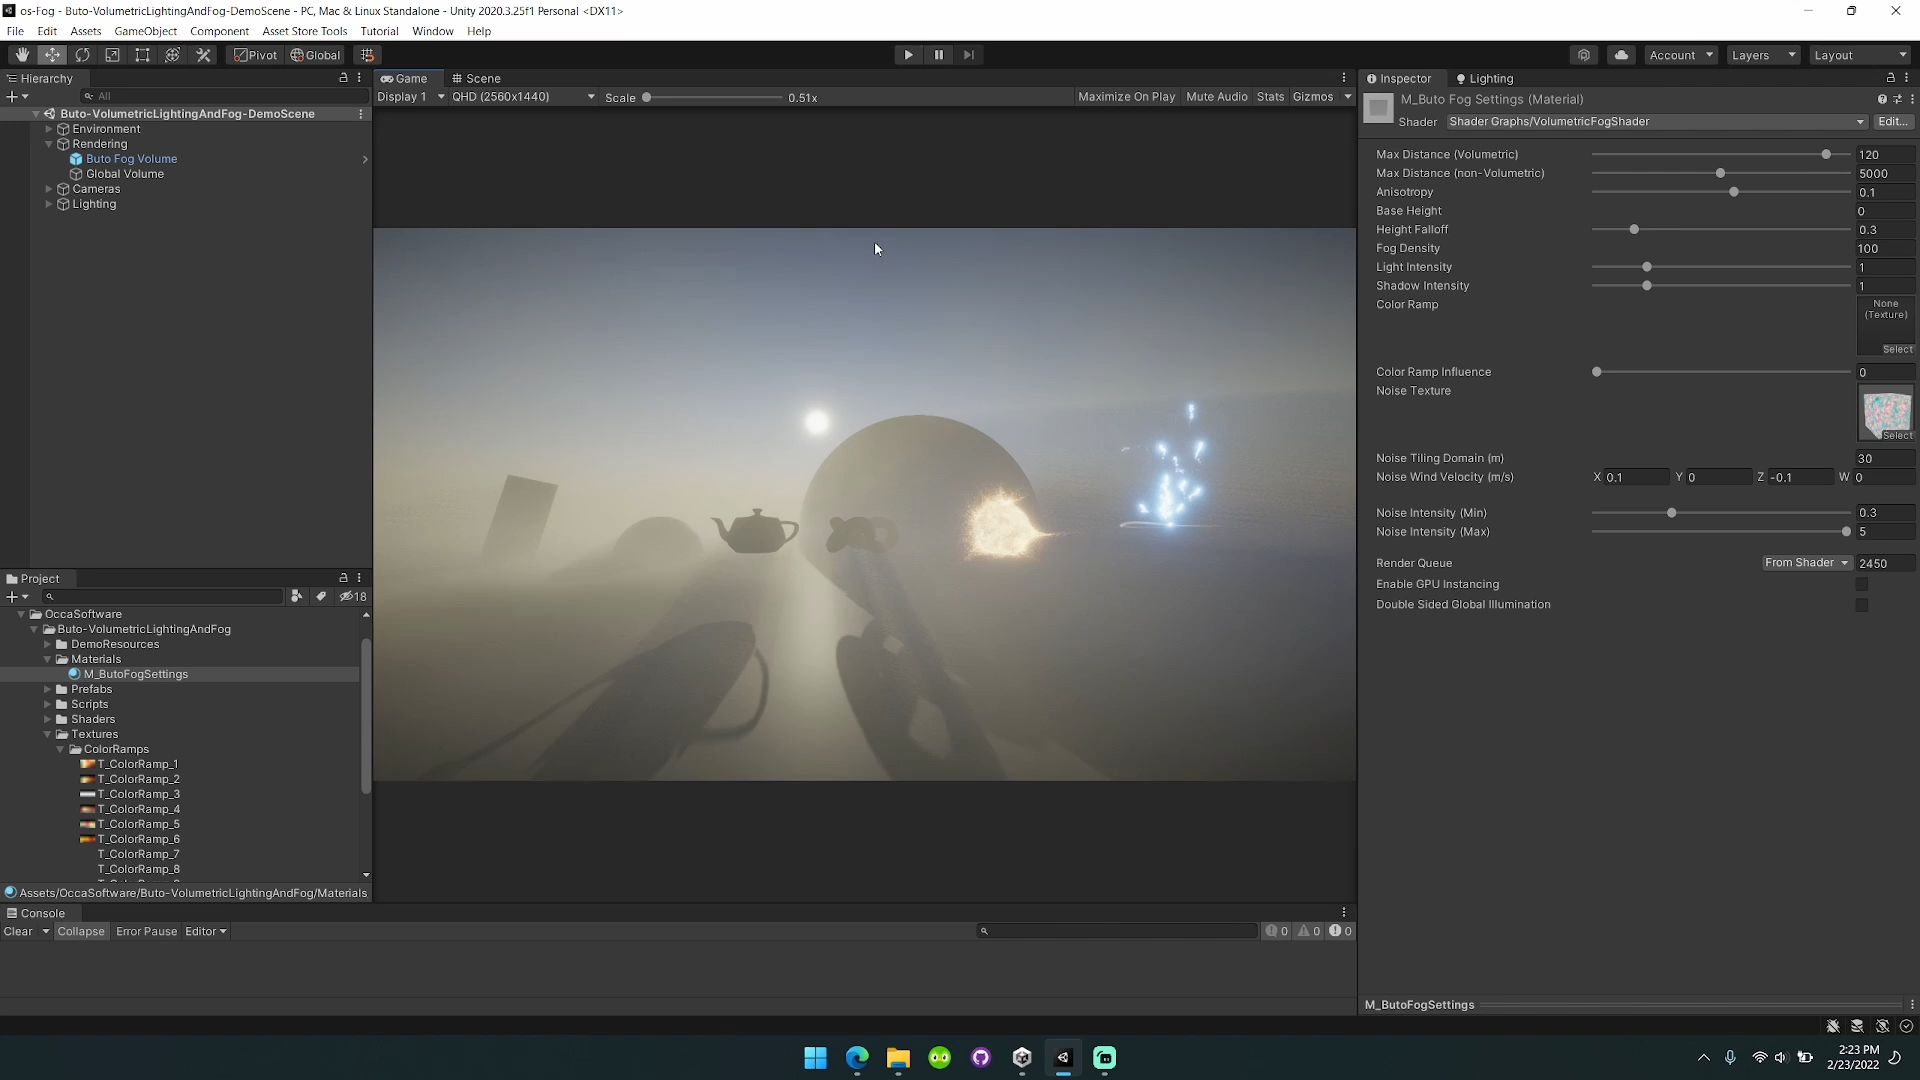 os-Fog - Buto-VolumetricLightingAndFog-DemoScene - PC, Mac & Linux Standalone - Unity 2020.3.25f1 Personal <DX11>
File Edit Assets GameObject Component Asset Store Tools Tutorial Window Help
Pivot Global Account Layers Layout
Hierarchy
All
Buto-VolumetricLightingAndFog-DemoScene
Environment
Rendering
Buto Fog Volume
Global Volume
Cameras
Lighting
Game Scene
Display 1 QHD (2560x1440) Scale 0.51x Maximize On Play Mute Audio Stats Gizmos
Inspector Lighting
M_Buto Fog Settings (Material)
Shader Shader Graphs/VolumetricFogShader Edit...
Max Distance (Volumetric) 120
Max Distance (non-Volumetric) 5000
Anisotropy 0.1
Base Height 0
Height Falloff 0.3
Fog Density 100
Light Intensity 1
Shadow Intensity 1
Color Ramp
None
(Texture)
Select
Color Ramp Influence 0
Noise Texture
Select
Noise Tiling Domain (m) 30
Noise Wind Velocity (m/s) X 0.1 Y 0 Z -0.1 W 0
Noise Intensity (Min) 0.3
Noise Intensity (Max) 5
Render Queue From Shader 2450
Enable GPU Instancing
Double Sided Global Illumination
Project
18
OccaSoftware
Buto-VolumetricLightingAndFog
DemoResources
Materials
M_ButoFogSettings
Prefabs
Scripts
Shaders
Textures
ColorRamps
T_ColorRamp_1
T_ColorRamp_2
T_ColorRamp_3
T_ColorRamp_4
T_ColorRamp_5
T_ColorRamp_6
T_ColorRamp_7
T_ColorRamp_8
Assets/OccaSoftware/Buto-VolumetricLightingAndFog/Materials
Console
Clear Collapse Error Pause Editor 0 0 0
M_ButoFogSettings
2:23 PM
2/23/2022